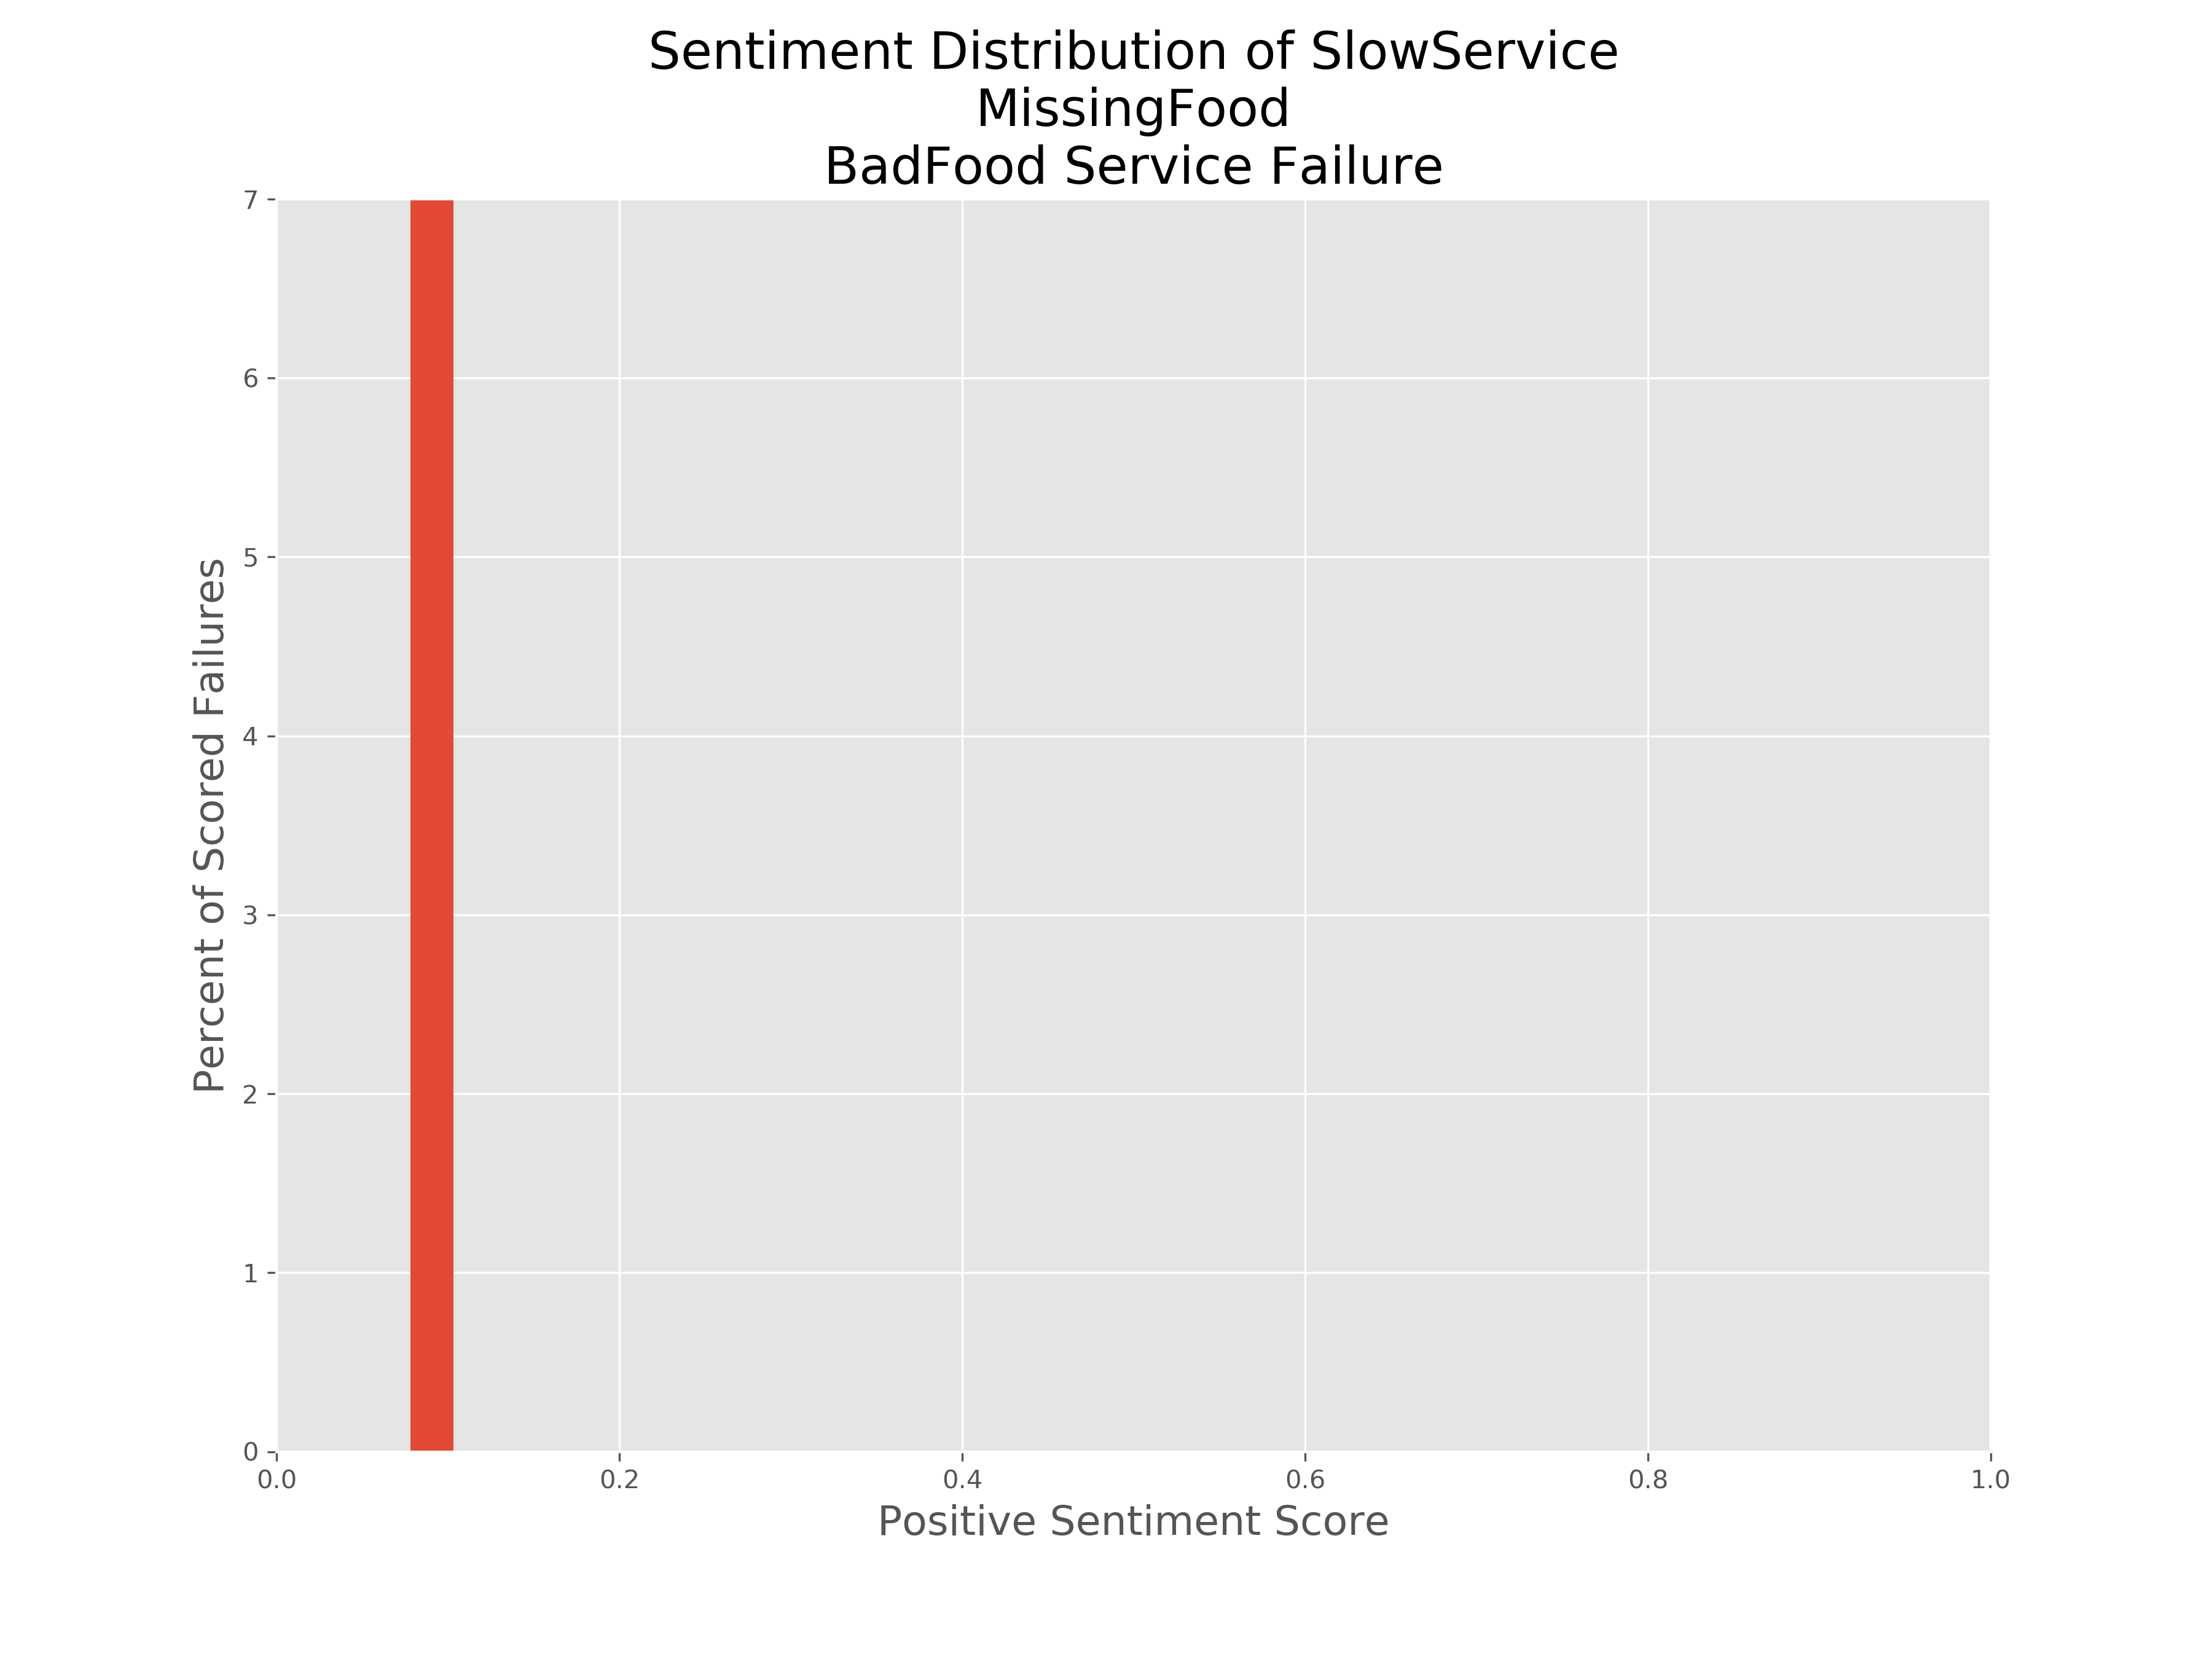 Sentiment Distribution of SlowService
MissingFood
BadFood Service Failure
7
6
5
4
3
2
1
0
Percent of Scored Failures
0.0 0.2 0.4 0.6 0.8 1.0
Positive Sentiment Score